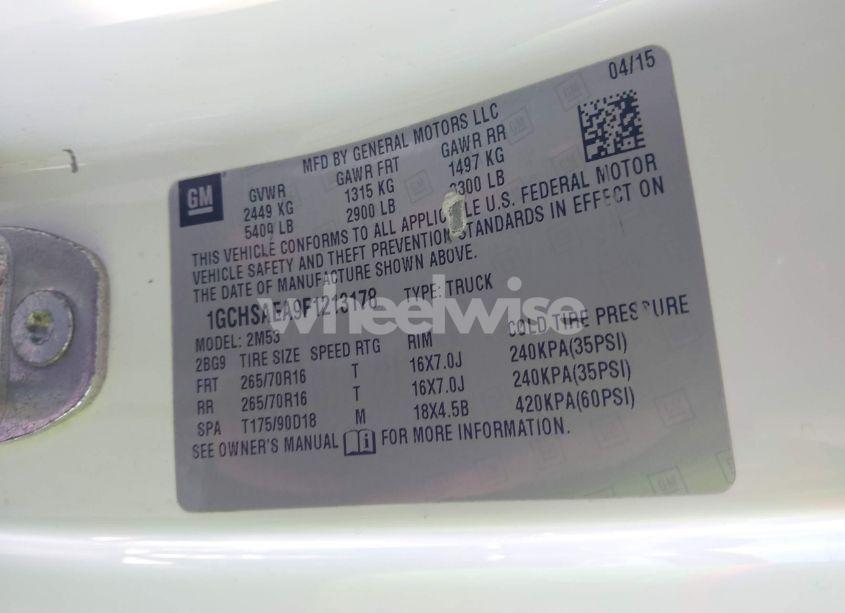 04/15
MFD BY GENERAL MOTORS LLC
GM
GVWR GAWR FRT GAWR RR
2449 KG 1315 KG 1497 KG
5400 LB 2900 LB 3300 LB
THIS VEHICLE CONFORMS TO ALL APPLICABLE U.S. FEDERAL MOTOR
VEHICLE SAFETY AND THEFT PREVENTION STANDARDS IN EFFECT ON
THE DATE OF MANUFACTURE SHOWN ABOVE.
1GCHSAEA9F1213178 TYPE: TRUCK
wheelwise
MODEL: 2M53
2BG9 TIRE SIZE SPEED RTG RIM COLD TIRE PRESSURE
FRT 265/70R16 T 16X7.0J 240KPA(35PSI)
RR 265/70R16 T 16X7.0J 240KPA(35PSI)
SPA T175/90D18 M 18X4.5B 420KPA(60PSI)
SEE OWNER'S MANUAL FOR MORE INFORMATION.